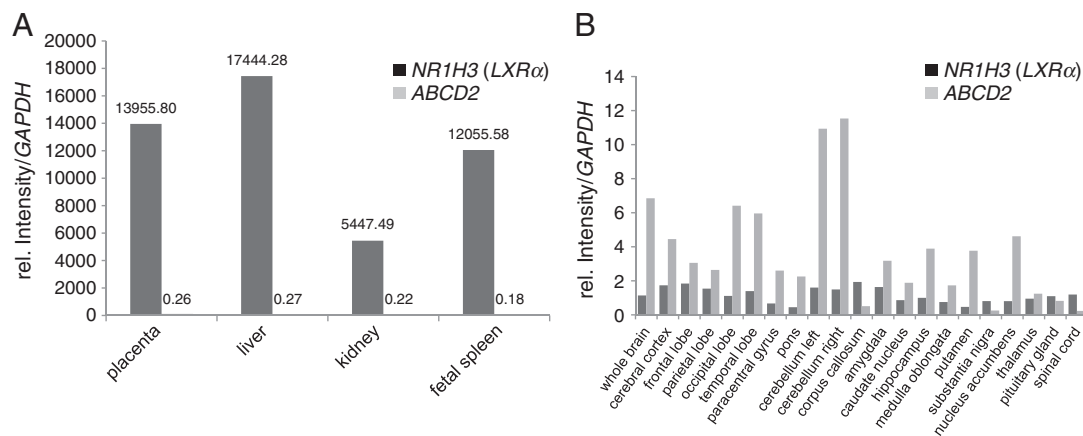 A
rel. Intensity/GAPDH
20000
18000
16000
14000
12000
10000
8000
6000
4000
2000
0
13955.80
17444.28
5447.49
12055.58
0.26
0.27
0.22
0.18
NR1H3 (LXRα)
ABCD2
placenta
liver
kidney
fetal spleen
B
rel. Intensity/GAPDH
14
12
10
8
6
4
2
0
NR1H3 (LXRα)
ABCD2
whole brain
cerebral cortex
frontal lobe
parietal lobe
occipital lobe
temporal lobe
paracentral gyrus
pons
cerebellum left
cerebellum right
corpus callosum
amygdala
caudate nucleus
hippocampus
medulla oblongata
putamen
substantia nigra
nucleus accumbens
thalamus
pituitary gland
spinal cord